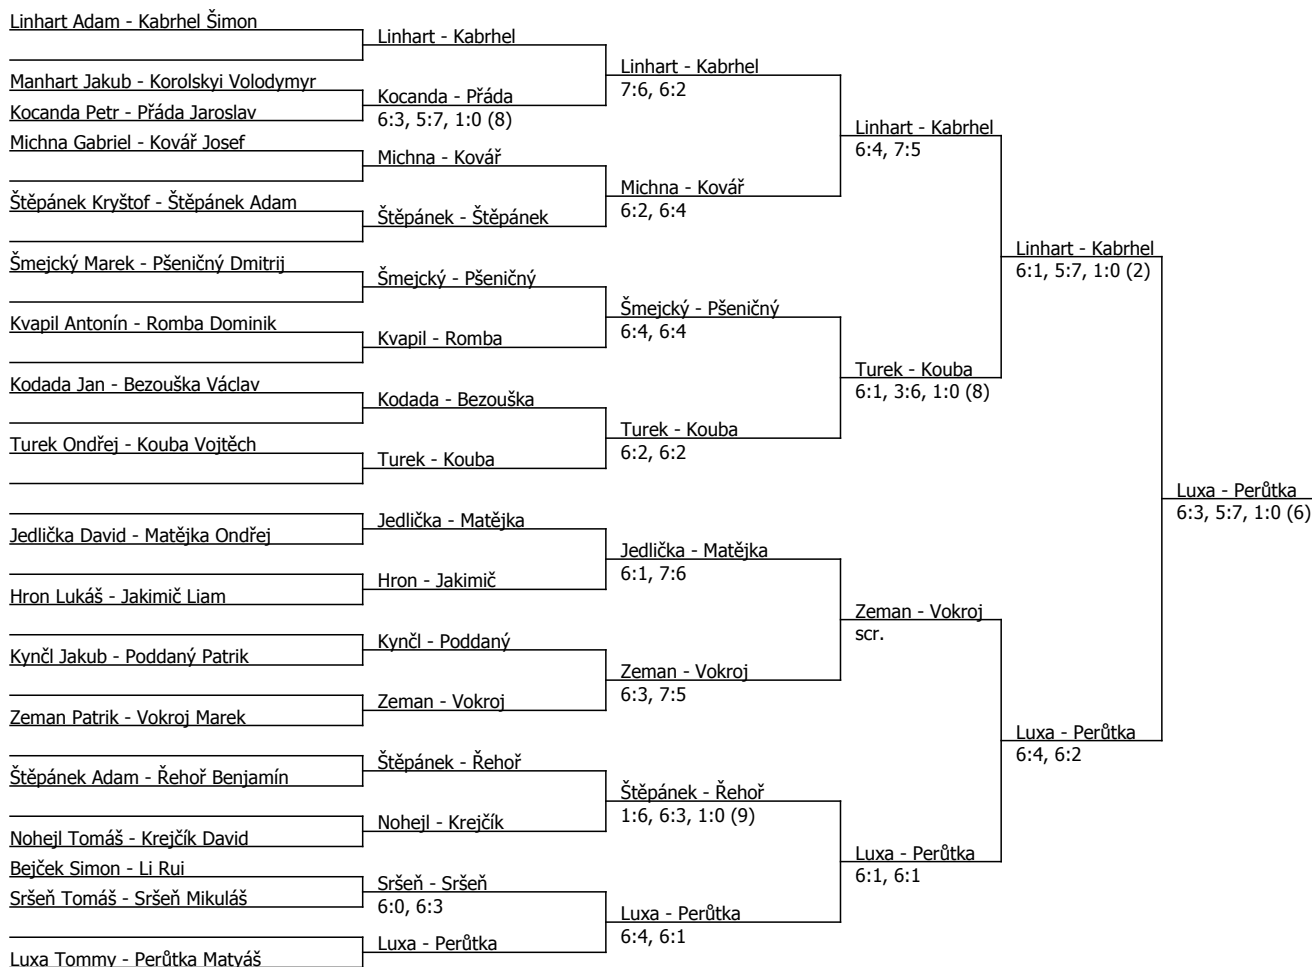 Linhart Adam - Kabrhel Šimon
Manhart Jakub - Korolskyi Volodymyr
Kocanda Petr - Přáda Jaroslav
Michna Gabriel - Kovář Josef
Štěpánek Kryštof - Štěpánek Adam
Šmejcký Marek - Pšeničný Dmitrij
Kvapil Antonín - Romba Dominik
Kodada Jan - Bezouška Václav
Turek Ondřej - Kouba Vojtěch
Jedlička David - Matějka Ondřej
Hron Lukáš - Jakimič Liam
Kynčl Jakub - Poddaný Patrik
Zeman Patrik - Vokroj Marek
Štěpánek Adam - Řehoř Benjamín
Nohejl Tomáš - Krejčík David
Bejček Simon - Li Rui
Sršeň Tomáš - Sršeň Mikuláš
Luxa Tommy - Perůtka Matyáš
Linhart - Kabrhel
Kocanda - Přáda
6:3, 5:7, 1:0 (8)
Michna - Kovář
Štěpánek - Štěpánek
Šmejcký - Pšeničný
Kvapil - Romba
Kodada - Bezouška
Turek - Kouba
Jedlička - Matějka
Hron - Jakimič
Kynčl - Poddaný
Zeman - Vokroj
Štěpánek - Řehoř
Nohejl - Krejčík
Sršeň - Sršeň
6:0, 6:3
Luxa - Perůtka
Linhart - Kabrhel
7:6, 6:2
Michna - Kovář
6:2, 6:4
Šmejcký - Pšeničný
6:4, 6:4
Turek - Kouba
6:2, 6:2
Jedlička - Matějka
6:1, 7:6
Zeman - Vokroj
6:3, 7:5
Štěpánek - Řehoř
1:6, 6:3, 1:0 (9)
Luxa - Perůtka
6:4, 6:1
Linhart - Kabrhel
6:4, 7:5
Turek - Kouba
6:1, 3:6, 1:0 (8)
Zeman - Vokroj
scr.
Luxa - Perůtka
6:1, 6:1
Linhart - Kabrhel
6:1, 5:7, 1:0 (2)
Luxa - Perůtka
6:4, 6:2
Luxa - Perůtka
6:3, 5:7, 1:0 (6)